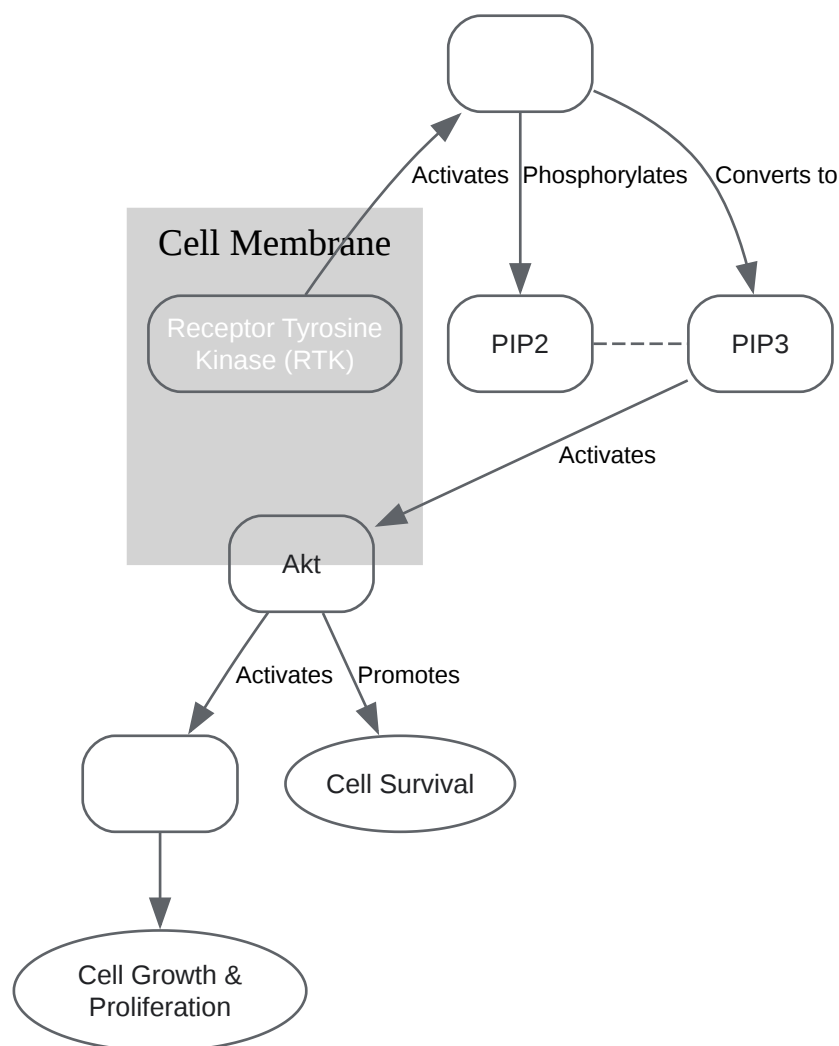 Activates
Phosphorylates
Converts to
Cell Membrane
Receptor Tyrosine
Kinase (RTK)
PIP2
PIP3
Activates
Akt
Activates
Promotes
Cell Survival
Cell Growth &
Proliferation